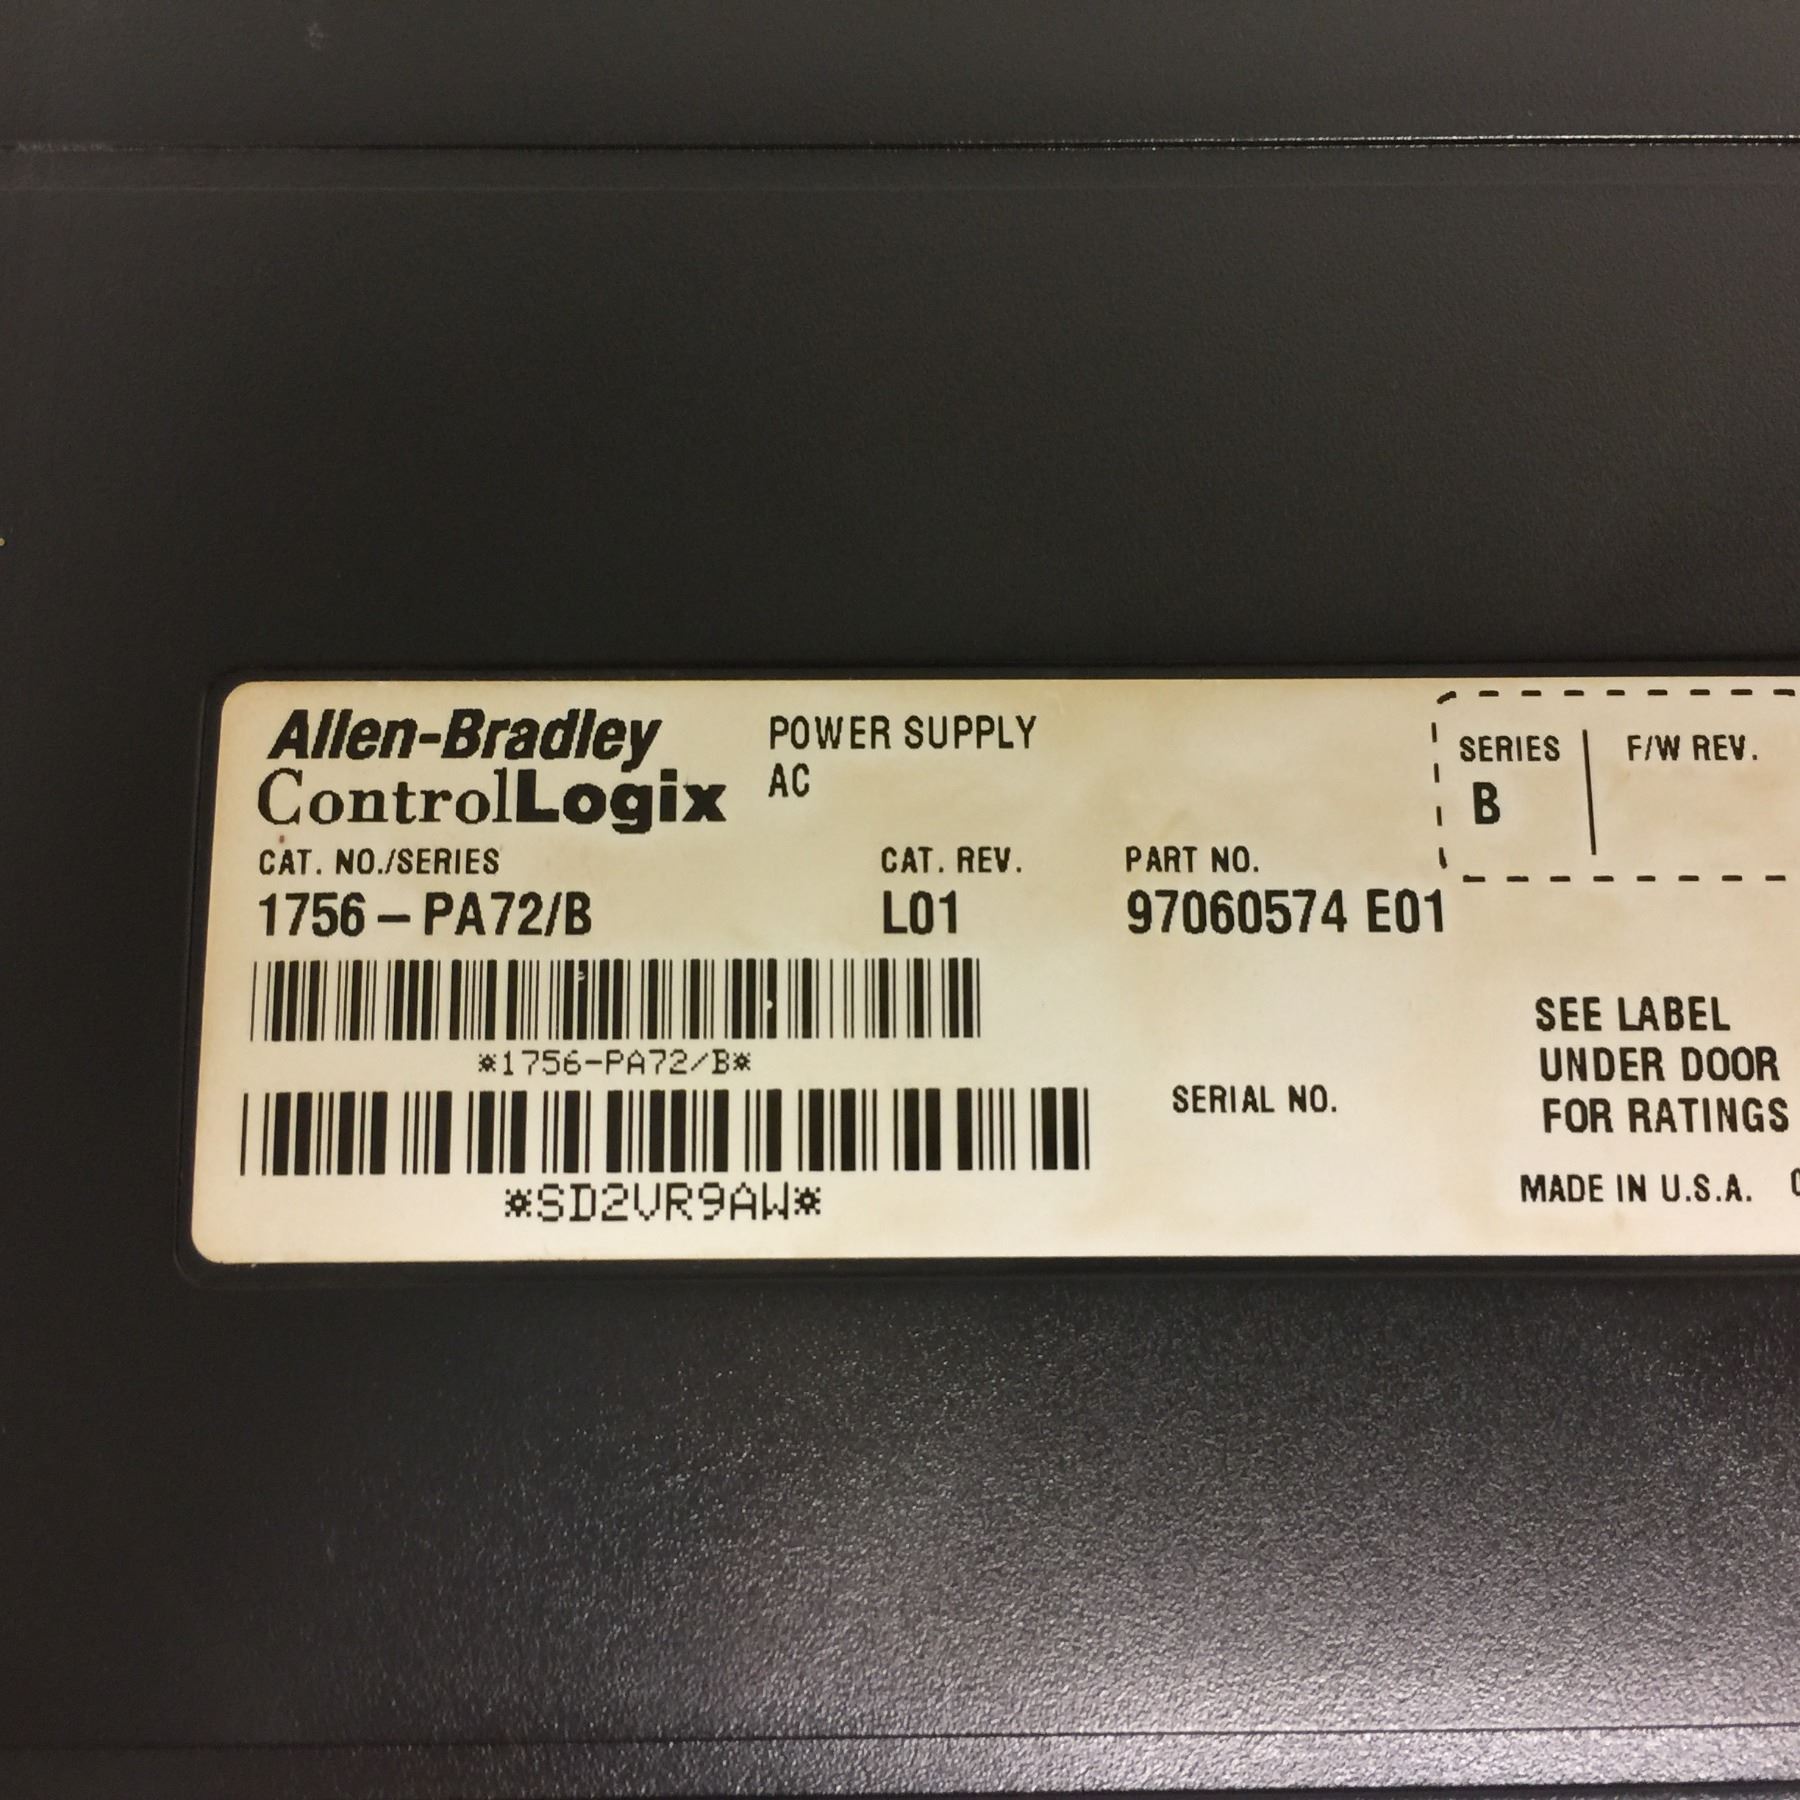 Allen-Bradley
ControlLogix
POWER SUPPLY
AC
SERIES
B
F/W REV.
CAT. NO./SERIES
1756-PA72/B
CAT. REV.
L01
PART NO.
97060574 E01
*1756-PA72/B*
*SD2VR9AW*
SERIAL NO.
SEE LABEL
UNDER DOOR
FOR RATINGS
MADE IN U.S.A.